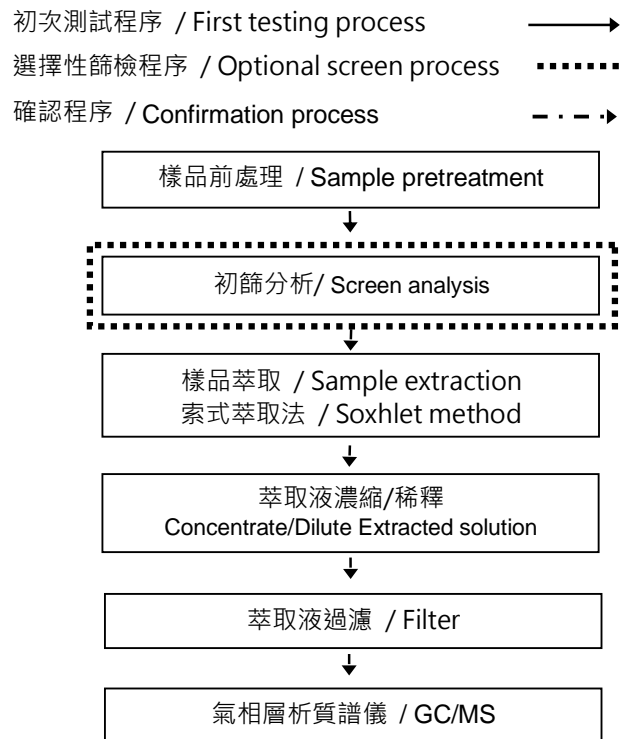 初次測試程序 / First testing process
選擇性篩檢程序 / Optional screen process
確認程序 / Confirmation process
樣品前處理 / Sample pretreatment
初篩分析/ Screen analysis
樣品萃取 / Sample extraction
索式萃取法 / Soxhlet method
萃取液濃縮/稀釋
Concentrate/Dilute Extracted solution
萃取液過濾 / Filter
氣相層析質譜儀 / GC/MS